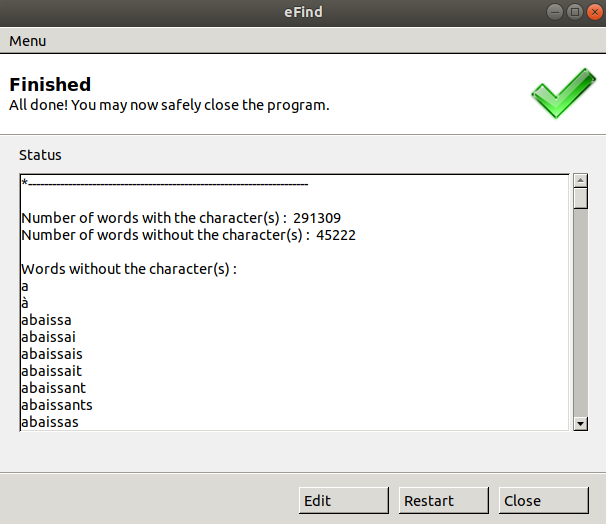 eFind
Menu
Finished
All done! You may now safely close the program.
Status
*----------------------------------------------------------------------
Number of words with the character(s) : 291309
Number of words without the character(s) : 45222
Words without the character(s) :
a
à
abaissa
abaissai
abaissais
abaissait
abaissant
abaissants
abaissas
Edit
Restart
Close